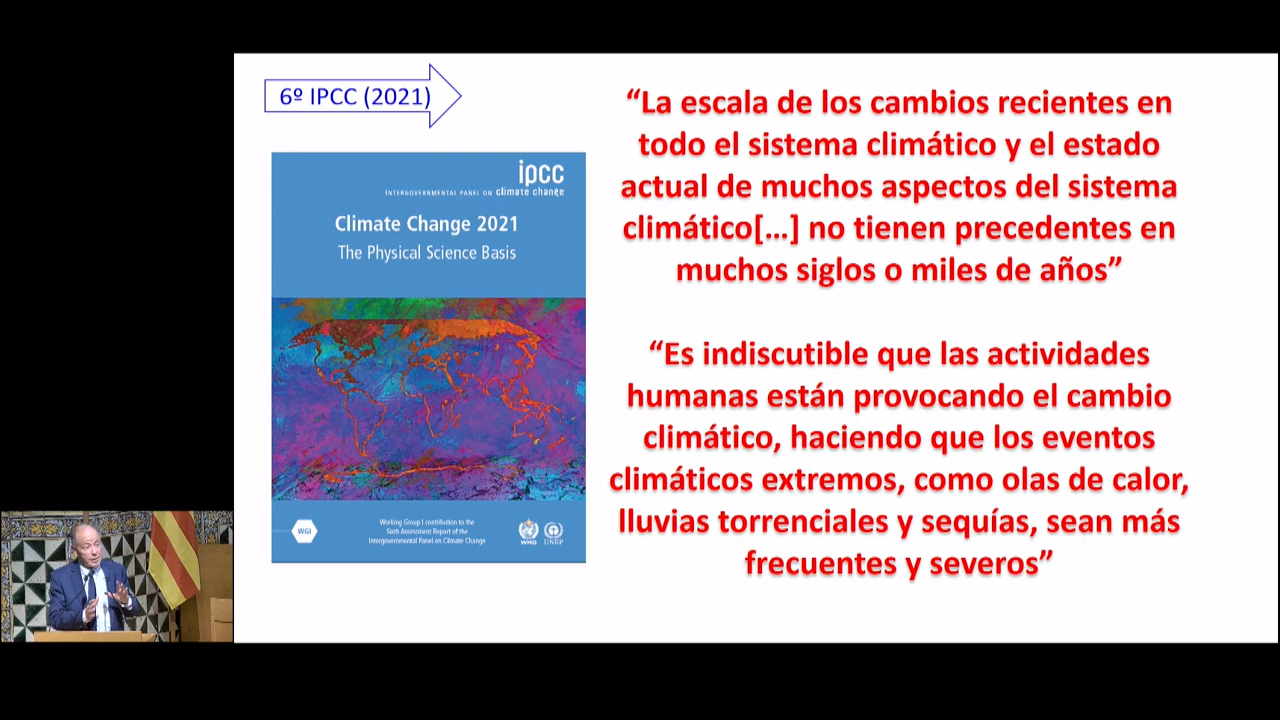 6º IPCC (2021)
ipcc
INTERGOVERNMENTAL PANEL ON climate change
Climate Change 2021
The Physical Science Basis
WGI
Working Group I contribution to the
Sixth Assessment Report of the
Intergovernmental Panel on Climate Change
WMO
UNEP
“La escala de los cambios recientes en
todo el sistema climático y el estado
actual de muchos aspectos del sistema
climático[…] no tienen precedentes en
muchos siglos o miles de años”
“Es indiscutible que las actividades
humanas están provocando el cambio
climático, haciendo que los eventos
climáticos extremos, como olas de calor,
lluvias torrenciales y sequías, sean más
frecuentes y severos”